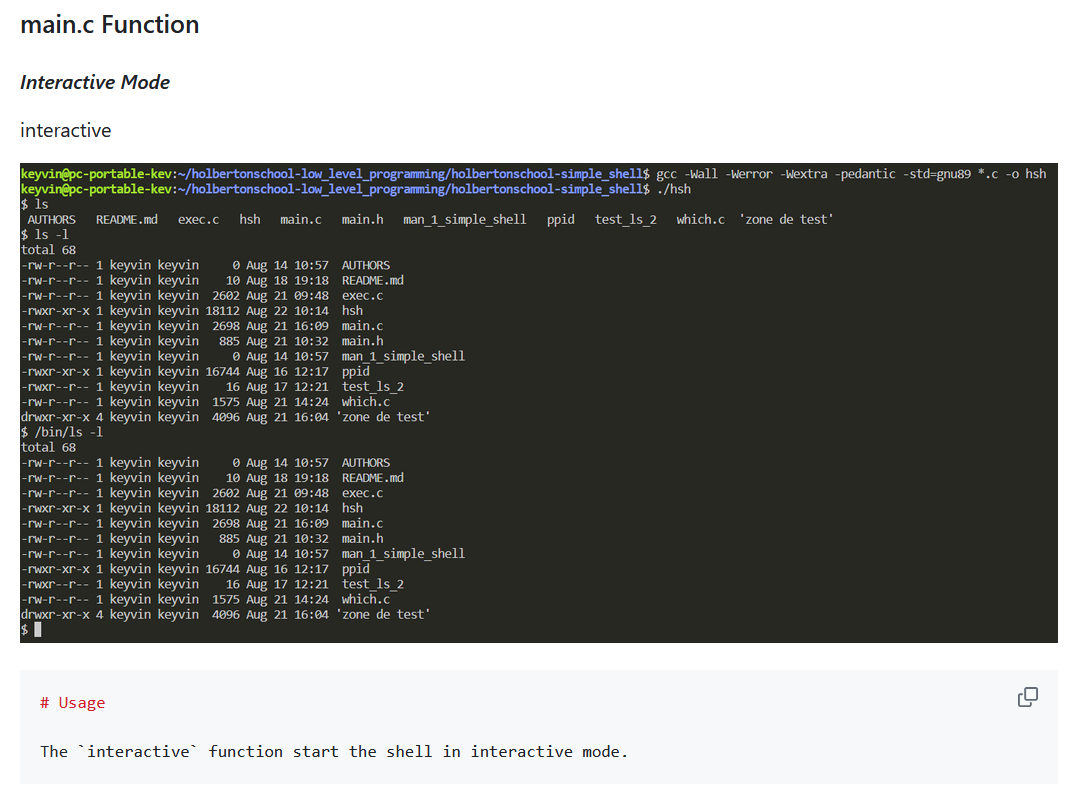 main.c Function
Interactive Mode
interactive
keyvin@pc-portable-kev:~/holbertonschool-low_level_programming/holbertonschool-simple_shell$ gcc -Wall -Werror -Wextra -pedantic -std=gnu89 *.c -o hsh
keyvin@pc-portable-kev:~/holbertonschool-low_level_programming/holbertonschool-simple_shell$ ./hsh
$ ls
AUTHORS README.md exec.c hsh main.c main.h man_1_simple_shell ppid test_ls_2 which.c 'zone de test'
$ ls -l
total 68
-rw-r--r-- 1 keyvin keyvin 0 Aug 14 10:57 AUTHORS
-rw-r--r-- 1 keyvin keyvin 10 Aug 18 19:18 README.md
-rw-r--r-- 1 keyvin keyvin 2602 Aug 21 09:48 exec.c
-rwxr-xr-x 1 keyvin keyvin 18112 Aug 22 10:14 hsh
-rw-r--r-- 1 keyvin keyvin 2698 Aug 21 16:09 main.c
-rw-r--r-- 1 keyvin keyvin 885 Aug 21 10:32 main.h
-rw-r--r-- 1 keyvin keyvin 0 Aug 14 10:57 man_1_simple_shell
-rwxr-xr-x 1 keyvin keyvin 16744 Aug 16 12:17 ppid
-rwxr--r-- 1 keyvin keyvin 16 Aug 17 12:21 test_ls_2
-rw-r--r-- 1 keyvin keyvin 1575 Aug 21 14:24 which.c
drwxr-xr-x 4 keyvin keyvin 4096 Aug 21 16:04 'zone de test'
$ /bin/ls -l
total 68
-rw-r--r-- 1 keyvin keyvin 0 Aug 14 10:57 AUTHORS
-rw-r--r-- 1 keyvin keyvin 10 Aug 18 19:18 README.md
-rw-r--r-- 1 keyvin keyvin 2602 Aug 21 09:48 exec.c
-rwxr-xr-x 1 keyvin keyvin 18112 Aug 22 10:14 hsh
-rw-r--r-- 1 keyvin keyvin 2698 Aug 21 16:09 main.c
-rw-r--r-- 1 keyvin keyvin 885 Aug 21 10:32 main.h
-rw-r--r-- 1 keyvin keyvin 0 Aug 14 10:57 man_1_simple_shell
-rwxr-xr-x 1 keyvin keyvin 16744 Aug 16 12:17 ppid
-rwxr--r-- 1 keyvin keyvin 16 Aug 17 12:21 test_ls_2
-rw-r--r-- 1 keyvin keyvin 1575 Aug 21 14:24 which.c
drwxr-xr-x 4 keyvin keyvin 4096 Aug 21 16:04 'zone de test'
$
# Usage
The `interactive` function start the shell in interactive mode.